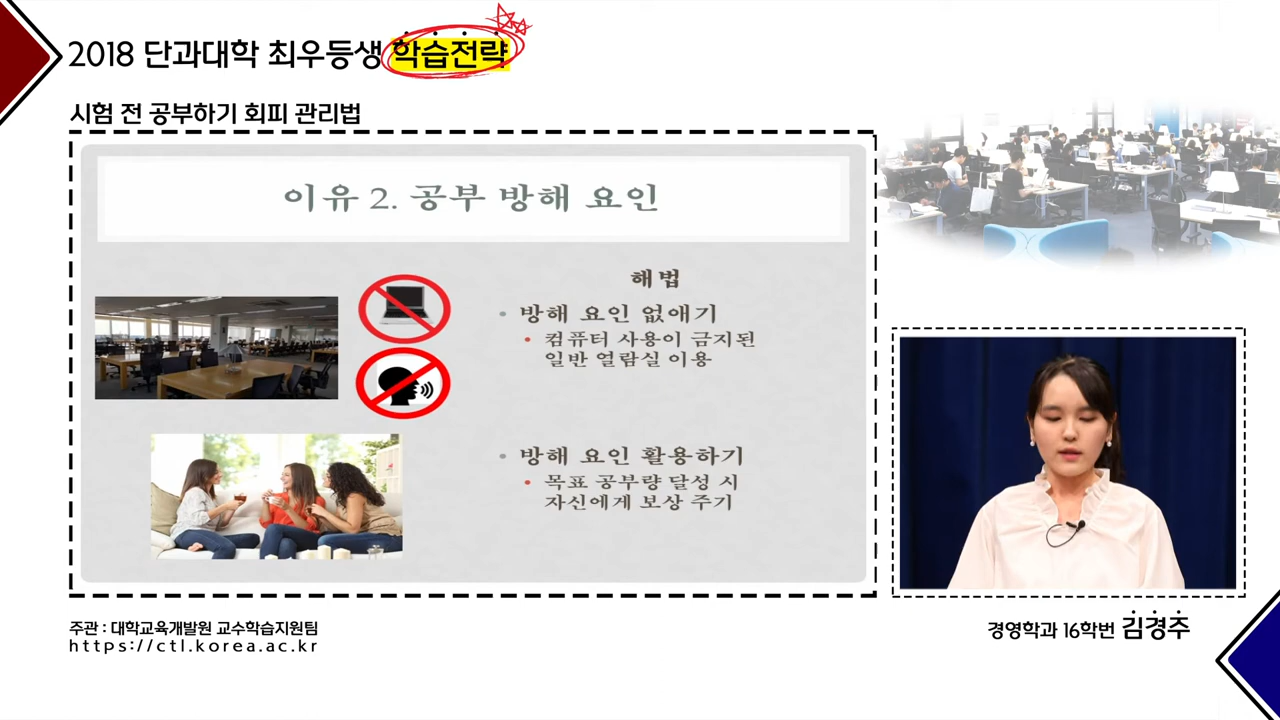 2018 단과대학 최우등생 학습전략
시험 전 공부하기 회피 관리법
이유 2. 공부 방해 요인
해법
• 방해 요인 없애기
• 컴퓨터 사용이 금지된
일반 열람실 이용
• 방해 요인 활용하기
• 목표 공부량 달성 시
자신에게 보상 주기
주관 : 대학교육개발원 교수학습지원팀
https://ctl.korea.ac.kr
경영학과 16학번 김경주